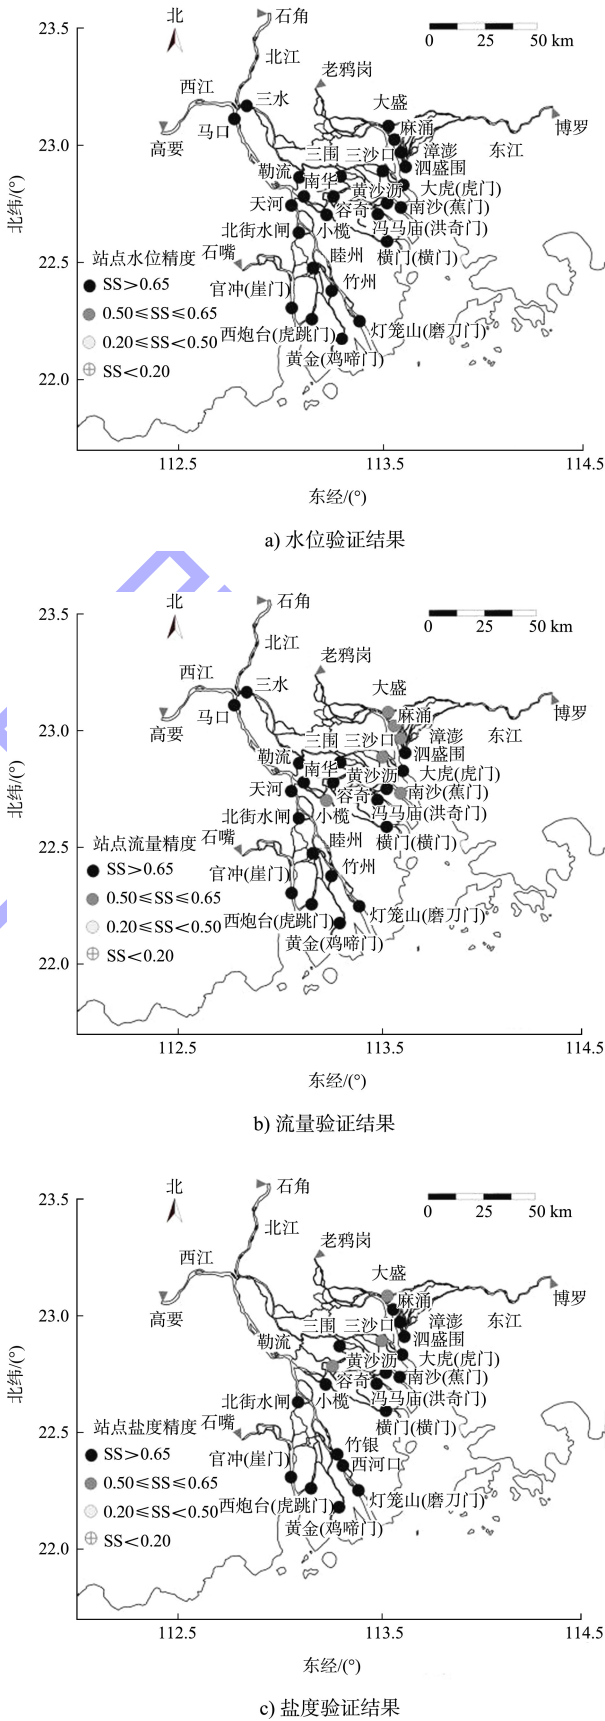 23.5
北
石角
0 25 50 km
北江
老鸦岗
西江
三水
大盛
麻涌
博罗
23.0
高要
马口
三围
三沙口
漳澎
东江
泗盛围
勒流
南华
黄沙沥
大虎(虎门)
天河
容奇
南沙(蕉门)
北街水闸
小榄
冯马庙(洪奇门)
石嘴
睦州
横门(横门)
22.5
站点水位精度
官冲(崖门)
竹州
SS>0.65
0.50≤SS≤0.65
西炮台(虎跳门)
灯笼山(磨刀门)
0.20≤SS<0.50
黄金(鸡啼门)
SS<0.20
22.0
北纬/(°)
112.5 113.5 114.5
东经/(°)
a) 水位验证结果
23.5
北
石角
0 25 50 km
北江
老鸦岗
西江
三水
大盛
麻涌
博罗
23.0
高要
马口
三围
三沙口
漳澎
东江
泗盛围
勒流
南华
黄沙沥
大虎(虎门)
天河
容奇
南沙(蕉门)
北街水闸
小榄
冯马庙(洪奇门)
石嘴
睦州
横门(横门)
22.5
站点流量精度
官冲(崖门)
竹州
SS>0.65
0.50≤SS≤0.65
西炮台(虎跳门)
灯笼山(磨刀门)
0.20≤SS<0.50
黄金(鸡啼门)
SS<0.20
22.0
北纬/(°)
112.5 113.5 114.5
东经/(°)
b) 流量验证结果
23.5
北
石角
0 25 50 km
北江
老鸦岗
西江
大盛
麻涌
博罗
23.0
高要
三围
三沙口
漳澎
东江
泗盛围
勒流
黄沙沥
大虎(虎门)
容奇
南沙(蕉门)
北街水闸
小榄
冯马庙(洪奇门)
石嘴
横门(横门)
22.5
站点盐度精度
竹银
官冲(崖门)
西河口
SS>0.65
0.50≤SS≤0.65
西炮台(虎跳门)
灯笼山(磨刀门)
0.20≤SS<0.50
黄金(鸡啼门)
SS<0.20
22.0
北纬/(°)
112.5 113.5 114.5
东经/(°)
c) 盐度验证结果